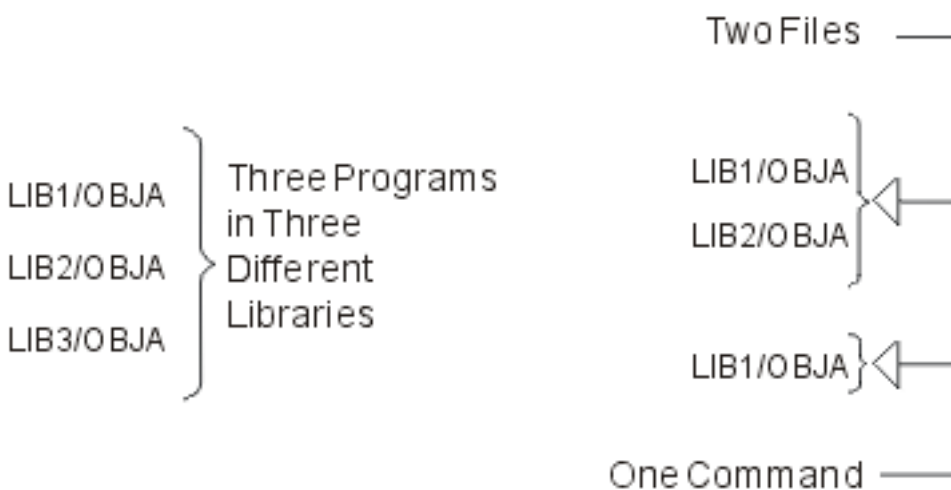 LIB1/OBJA
LIB2/OBJA
LIB3/OBJA
Three Programs
in Three
Different
Libraries
Two Files
LIB1/OBJA
LIB2/OBJA
LIB1/OBJA
One Command